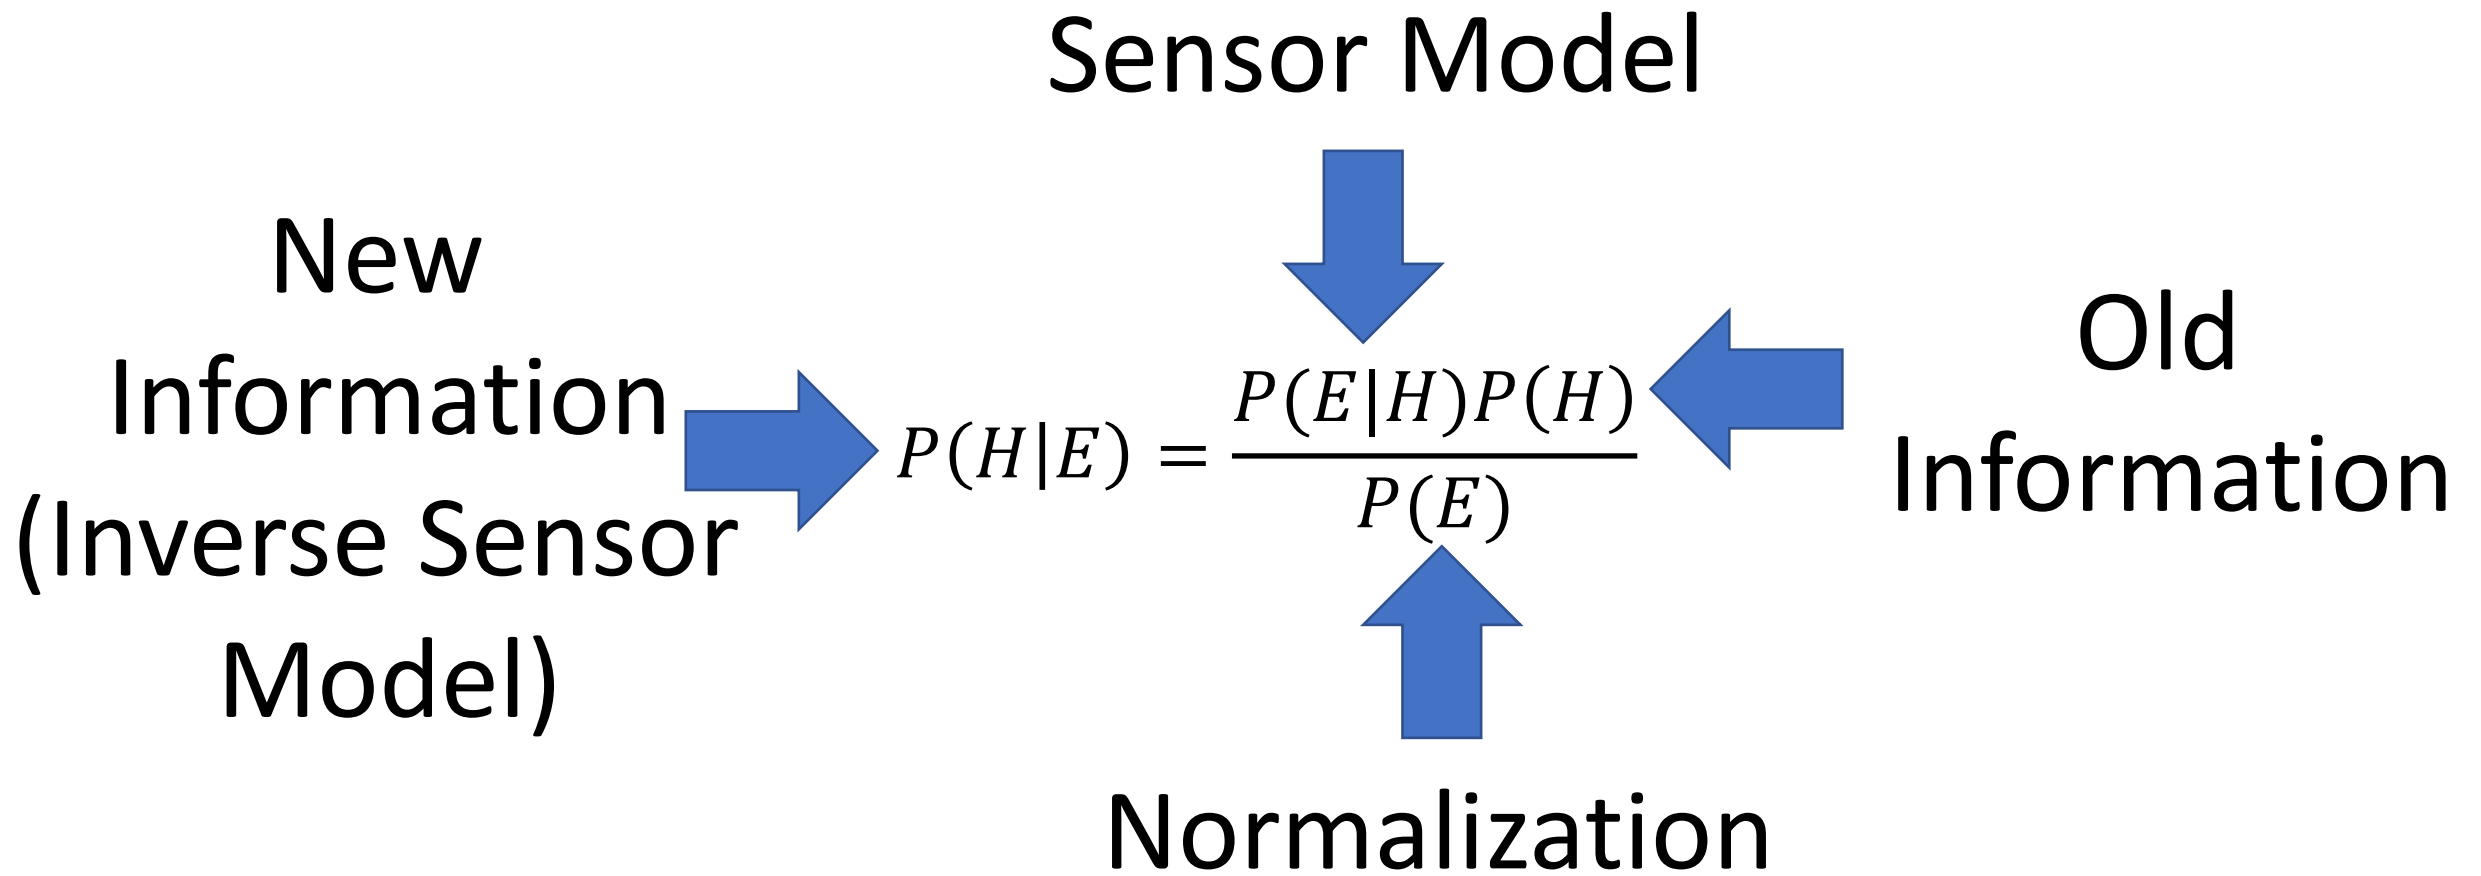 Sensor Model
New
Information
(Inverse Sensor
Model)
P(H|E) = P(E|H)P(H)
P(E)
Old
Information
Normalization